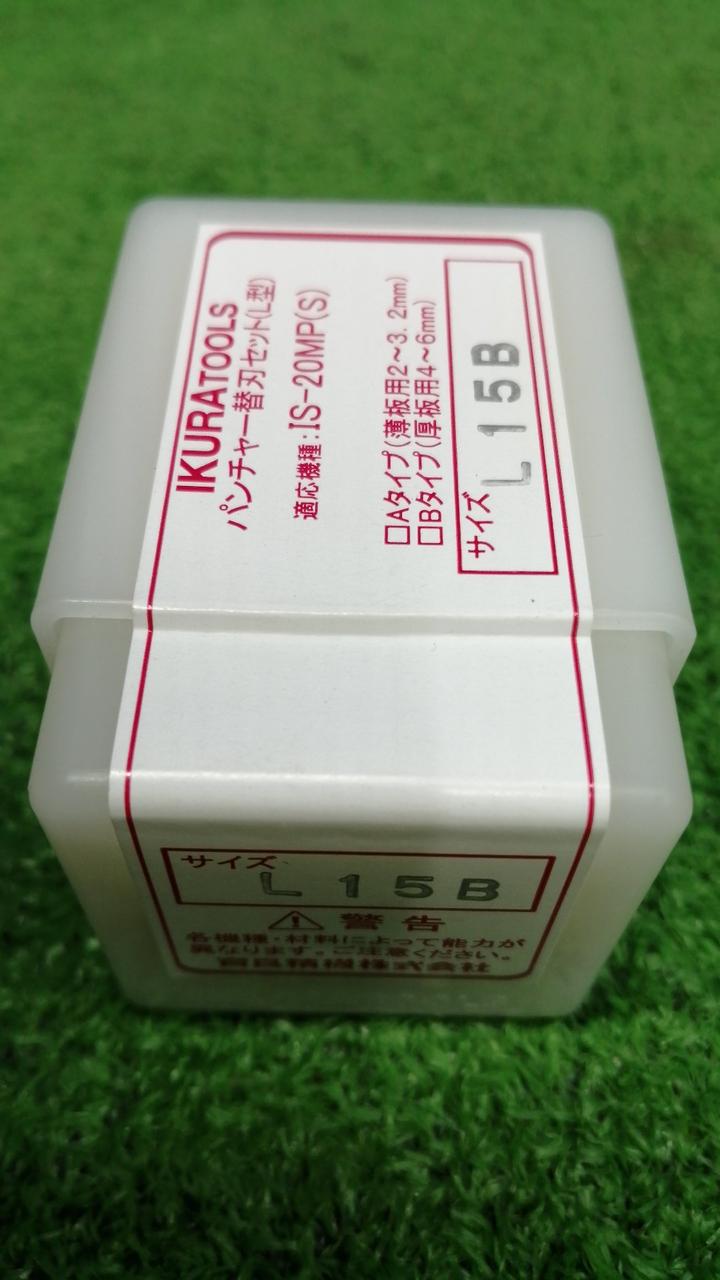 IKURATOOLS
パンチャー替刃セット(L型)
適応機種:IS-20MP(S)
□Aタイプ(薄板用2~3.2mm)
□Bタイプ(厚板用4~6mm)
サイズ L15B
サイズ L15B
⚠ 警告
各機種・材料によって能力が
異なります。ご注意ください。
育良精機株式会社